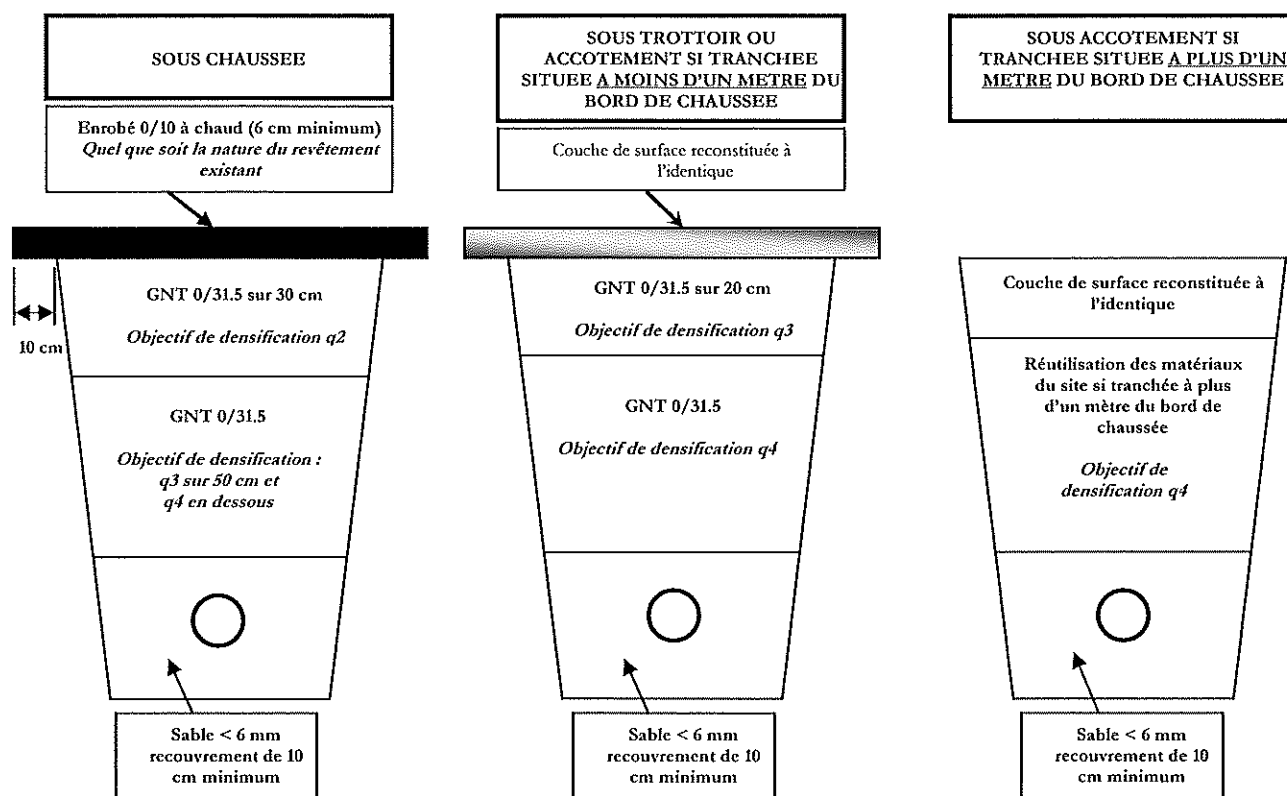 SOUS CHAUSSEE
Enrobé 0/10 à chaud (6 cm minimum)
Quel que soit la nature du revêtement
existant
10 cm
GNT 0/31.5 sur 30 cm
Objectif de densification q2
GNT 0/31.5
Objectif de densification :
q3 sur 50 cm et
q4 en dessous
Sable < 6 mm
recouvrement de 10
cm minimum
SOUS TROTTOIR OU
ACCOTEMENT SI TRANCHEE
SITUEE A MOINS D'UN METRE DU
BORD DE CHAUSSEE
Couche de surface reconstituée à
l'identique
GNT 0/31.5 sur 20 cm
Objectif de densification q3
GNT 0/31.5
Objectif de densification q4
Sable < 6 mm
recouvrement de 10
cm minimum
SOUS ACCOTEMENT SI
TRANCHEE SITUEE A PLUS D'UN
METRE DU BORD DE CHAUSSEE
Couche de surface reconstituée à
l'identique
Réutilisation des matériaux
du site si tranchée à plus
d'un mètre du bord de
chaussée
Objectif de
densification q4
Sable < 6 mm
recouvrement de 10
cm minimum